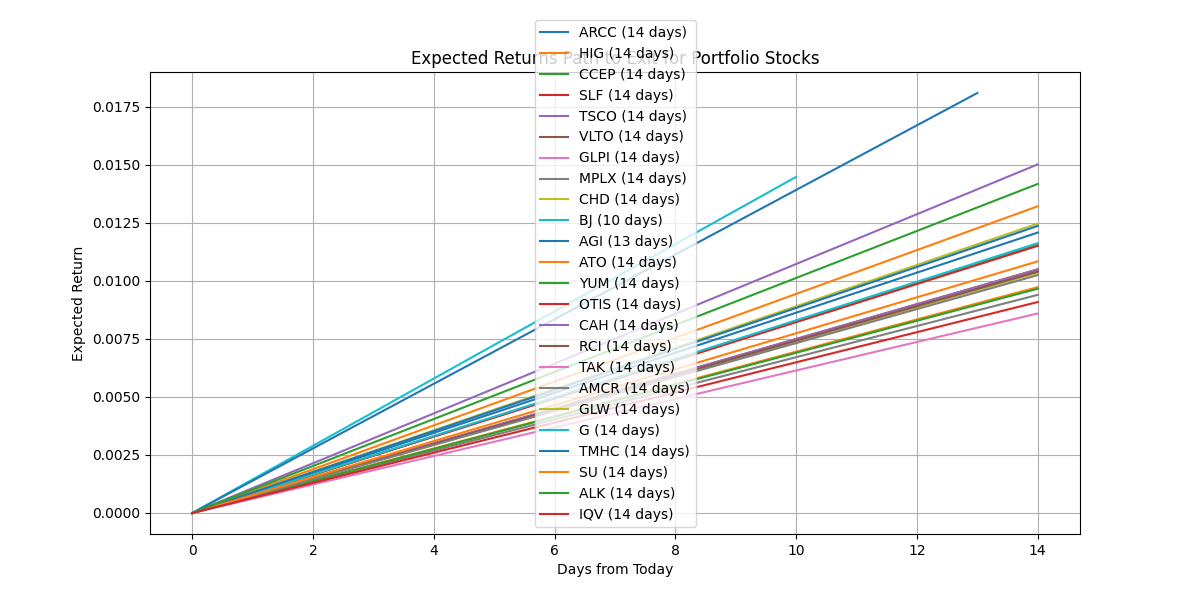 Expected Returns Path to Exit for Portfolio Stocks
ARCC (14 days)
HIG (14 days)
CCEP (14 days)
SLF (14 days)
TSCO (14 days)
VLTO (14 days)
GLPI (14 days)
MPLX (14 days)
CHD (14 days)
BJ (10 days)
AGI (13 days)
ATO (14 days)
YUM (14 days)
OTIS (14 days)
CAH (14 days)
RCI (14 days)
TAK (14 days)
AMCR (14 days)
GLW (14 days)
G (14 days)
TMHC (14 days)
SU (14 days)
ALK (14 days)
IQV (14 days)
Expected Return
0.0175
0.0150
0.0125
0.0100
0.0075
0.0050
0.0025
0.0000
0 2 4 6 8 10 12 14
Days from Today